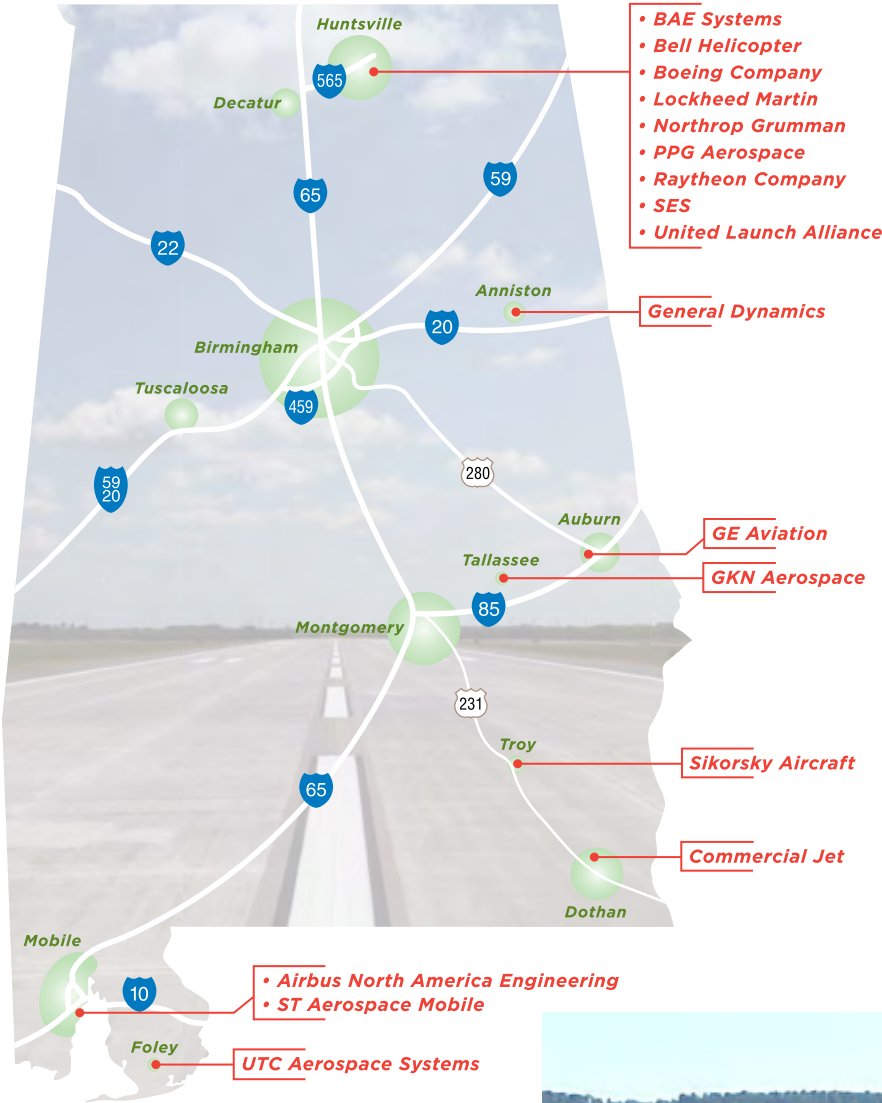 Huntsville
565
Decatur
• BAE Systems
• Bell Helicopter
• Boeing Company
• Lockheed Martin
• Northrop Grumman
• PPG Aerospace
• Raytheon Company
• SES
• United Launch Alliance
65
59
22
Anniston
General Dynamics
20
Birmingham
Tuscaloosa
459
59
20
280
Auburn
GE Aviation
Tallassee
GKN Aerospace
85
Montgomery
231
Troy
Sikorsky Aircraft
65
Commercial Jet
Dothan
Mobile
• Airbus North America Engineering
• ST Aerospace Mobile
10
Foley
UTC Aerospace Systems